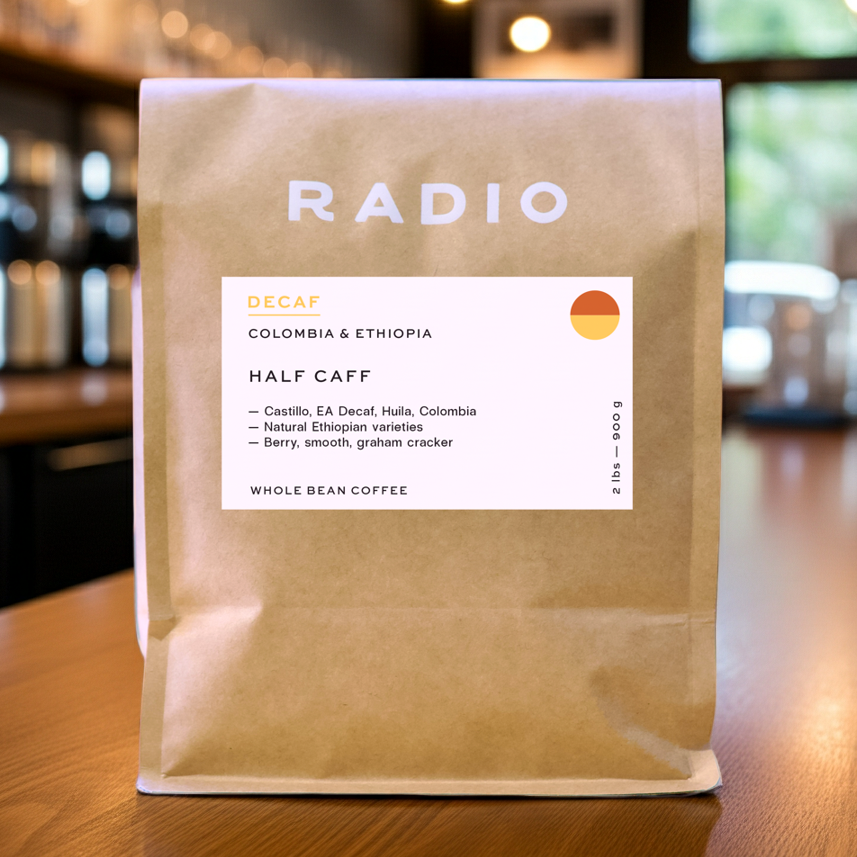 RADIO
DECAF
COLOMBIA & ETHIOPIA
HALF CAFF
— Castillo, EA Decaf, Huila, Colombia
— Natural Ethiopian varieties
— Berry, smooth, graham cracker
WHOLE BEAN COFFEE
2 lbs — 900 g